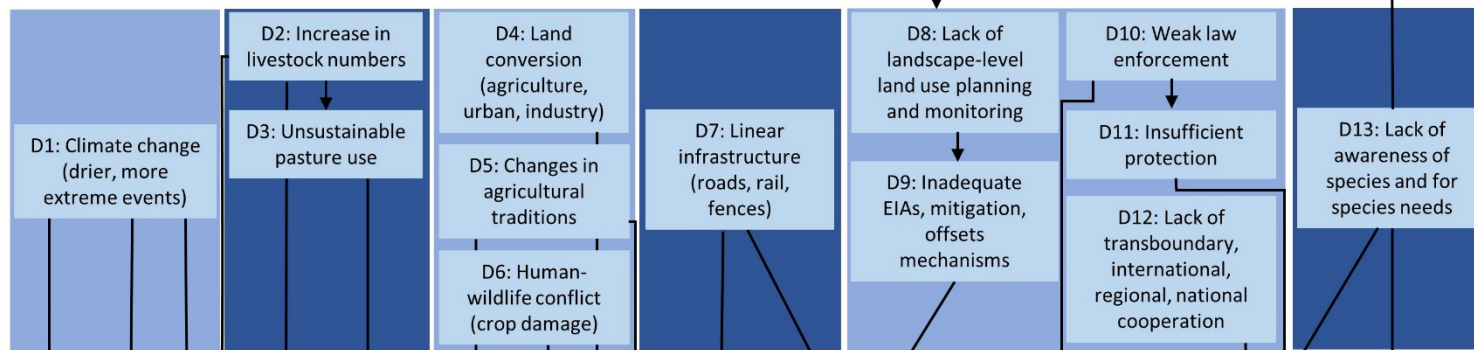 D1: Climate change
(drier, more
extreme events)
D2: Increase in
livestock numbers
D3: Unsustainable
pasture use
D4: Land
conversion
(agriculture,
urban, industry)
D5: Changes in
agricultural
traditions
D6: Human-
wildlife conflict
(crop damage)
D7: Linear
infrastructure
(roads, rail,
fences)
D8: Lack of
landscape-level
land use planning
and monitoring
D9: Inadequate
EIAs, mitigation,
offsets
mechanisms
D10: Weak law
enforcement
D11: Insufficient
protection
D12: Lack of
transboundary,
international,
regional, national
cooperation
D13: Lack of
awareness of
species and for
species needs